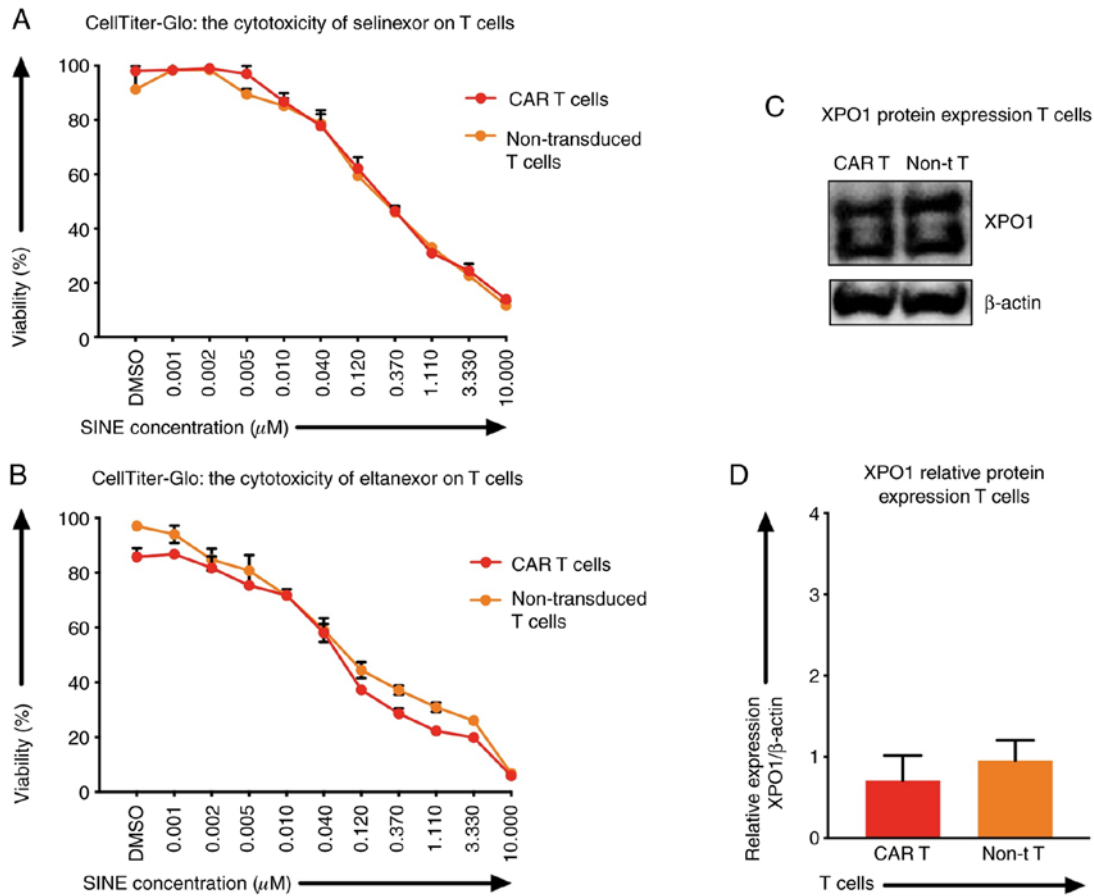 A
CellTiter-Glo: the cytotoxicity of selinexor on T cells
Viability (%)
100
80
60
40
20
0
CAR T cells
Non-transduced
T cells
DMSO
0.001
0.002
0.005
0.010
0.040
0.120
0.370
1.110
3.330
10.000
SINE concentration (μM)
B
CellTiter-Glo: the cytotoxicity of eltanexor on T cells
Viability (%)
100
80
60
40
20
0
CAR T cells
Non-transduced
T cells
DMSO
0.001
0.002
0.005
0.010
0.040
0.120
0.370
1.110
3.330
10.000
SINE concentration (μM)
C
XPO1 protein expression T cells
CAR T Non-t T
XPO1
β-actin
D
XPO1 relative protein
expression T cells
Relative expression
XPO1/β-actin
4
3
2
1
0
CAR T
Non-t T
T cells